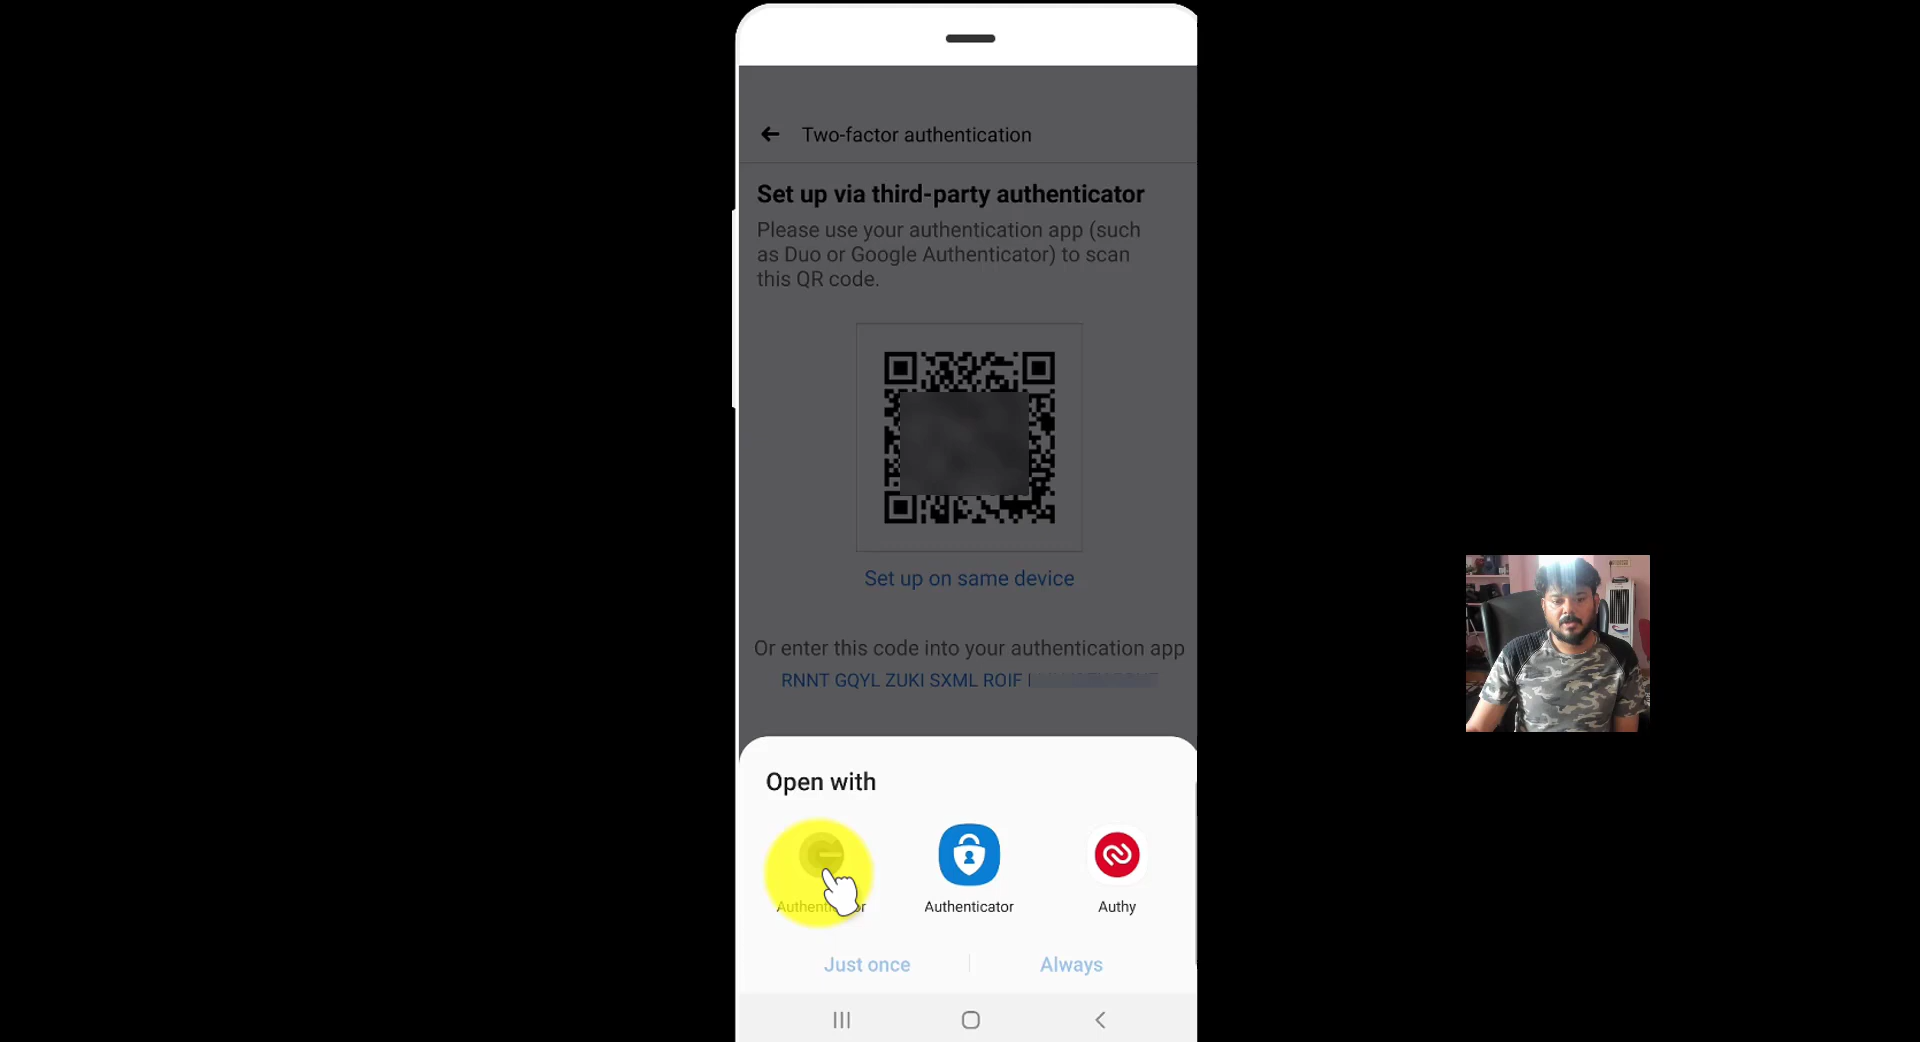 Two-factor authentication
Set up via third-party authenticator
Please use your authentication app (such
as Duo or Google Authenticator) to scan
this QR code.
Set up on same device
Or enter this code into your authentication app
RNNT GQYL ZUKI SXML ROIF
Open with
Authenticator Authenticator Authy
Just once Always